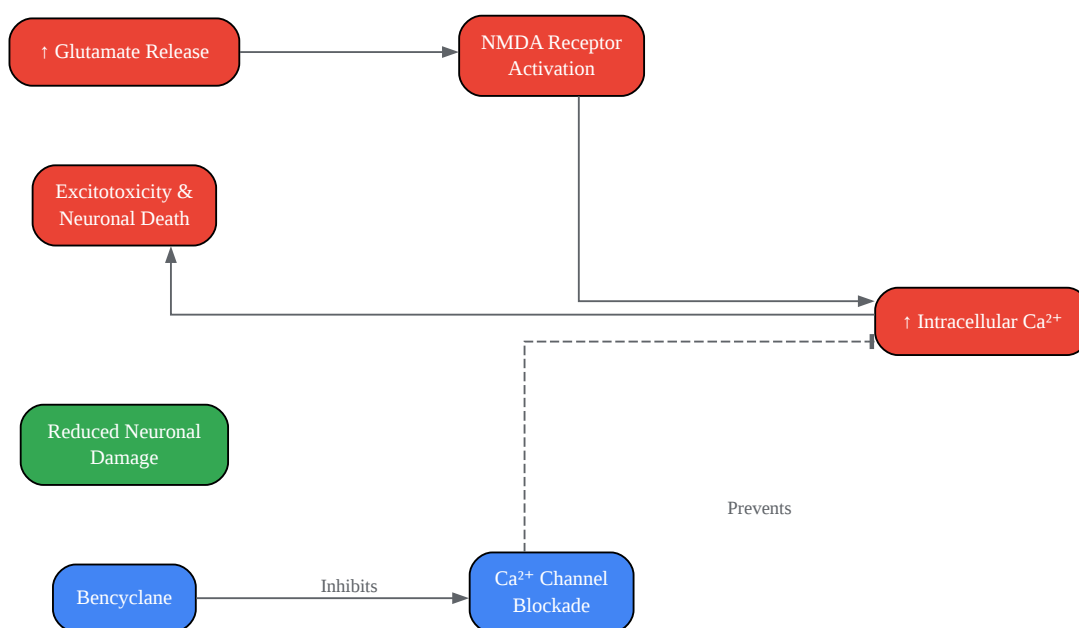 ↑ Glutamate Release
NMDA Receptor
Activation
Excitotoxicity &
Neuronal Death
↑ Intracellular Ca²⁺
Reduced Neuronal
Damage
Prevents
Bencyclane
Inhibits
Ca²⁺ Channel
Blockade